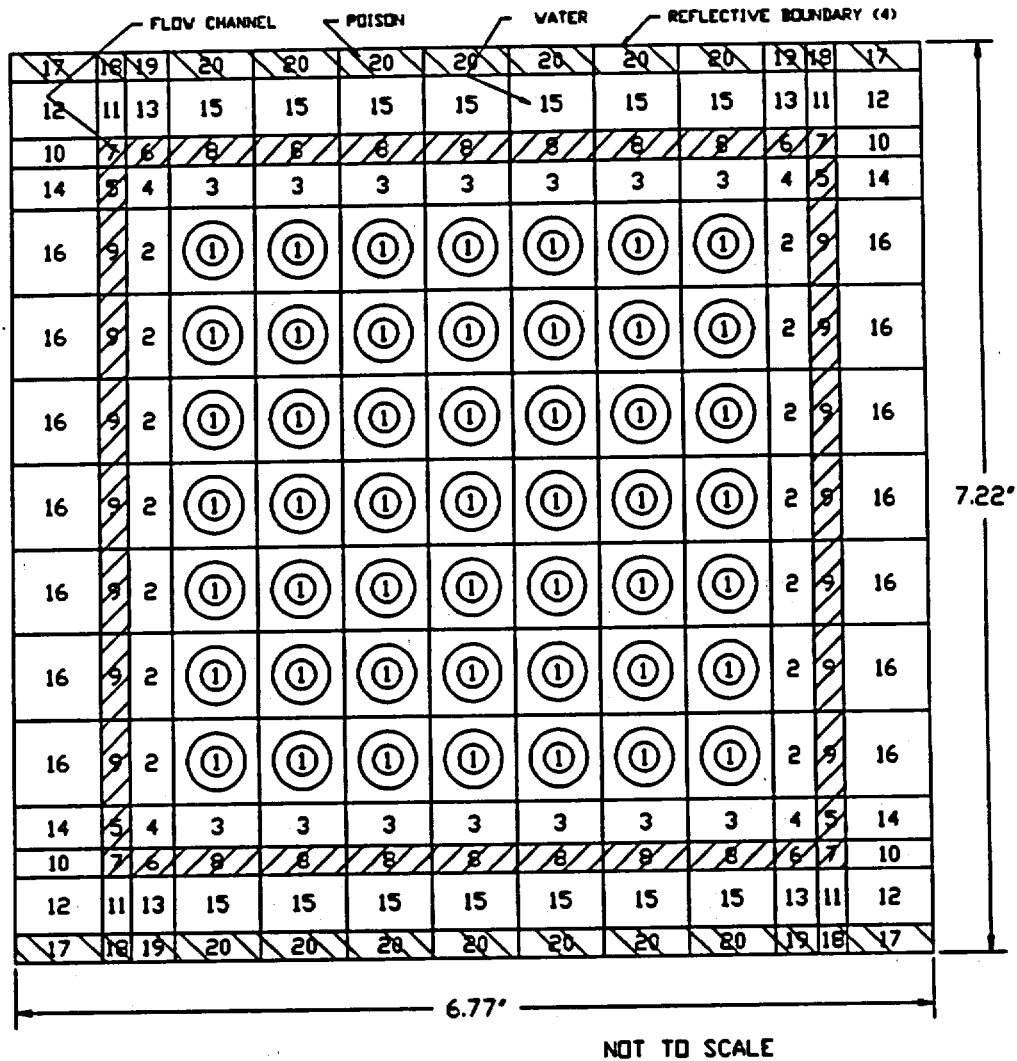 FLOW CHANNEL POISON WATER REFLECTIVE BOUNDARY (4)
17 18 19 20 20 20 20 20 20 20 19 18 17
12 11 13 15 15 15 15 15 15 15 13 11 12
10 7 6 8 8 8 8 8 8 8 6 7 10
14 5 4 3 3 3 3 3 3 3 4 5 14
16 9 2 1 1 1 1 1 1 1 2 9 16
16 9 2 1 1 1 1 1 1 1 2 9 16
16 9 2 1 1 1 1 1 1 1 2 9 16
16 9 2 1 1 1 1 1 1 1 2 9 16
7.22"
16 9 2 1 1 1 1 1 1 1 2 9 16
16 9 2 1 1 1 1 1 1 1 2 9 16
16 9 2 1 1 1 1 1 1 1 2 9 16
14 5 4 3 3 3 3 3 3 3 4 5 14
10 7 6 8 8 8 8 8 8 8 6 7 10
12 11 13 15 15 15 15 15 15 15 13 11 12
17 18 19 20 20 20 20 20 20 20 19 18 17
6.77"
NOT TO SCALE